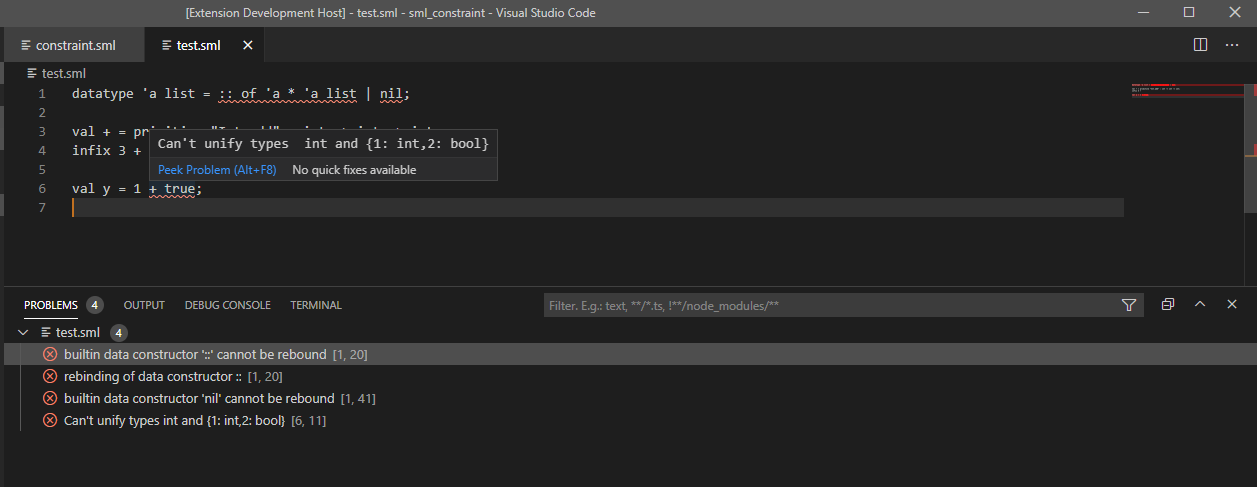 [Extension Development Host] - test.sml - sml_constraint - Visual Studio Code
constraint.sml test.sml
test.sml
1 datatype 'a list = :: of 'a * 'a list | nil;
2
3 val + =
4 infix 3 +
Can't unify types int and {1: int,2: bool}
Peek Problem (Alt+F8) No quick fixes available
5
6 val y = 1 + true;
7
PROBLEMS 4 OUTPUT DEBUG CONSOLE TERMINAL Filter. E.g.: text, **/*.ts, !**/node_modules/**
test.sml 4
builtin data constructor '::' cannot be rebound [1, 20]
rebinding of data constructor :: [1, 20]
builtin data constructor 'nil' cannot be rebound [1, 41]
Can't unify types int and {1: int,2: bool} [6, 11]